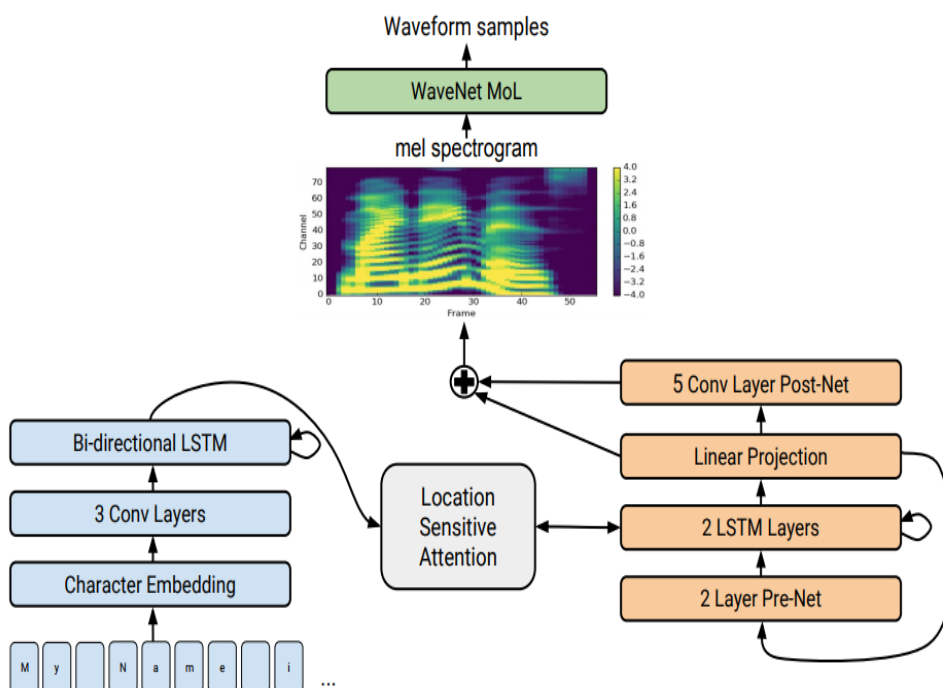 Waveform samples
WaveNet MoL
mel spectrogram
4.0
3.2
2.4
1.6
0.8
0.0
−0.8
−1.6
−2.4
−3.2
−4.0
Channel
70
60
50
40
30
20
10
0
0 10 20 30 40 50
Frame
5 Conv Layer Post-Net
Bi-directional LSTM
Linear Projection
3 Conv Layers
Location
Sensitive
Attention
2 LSTM Layers
Character Embedding
2 Layer Pre-Net
M y N a m e i ...